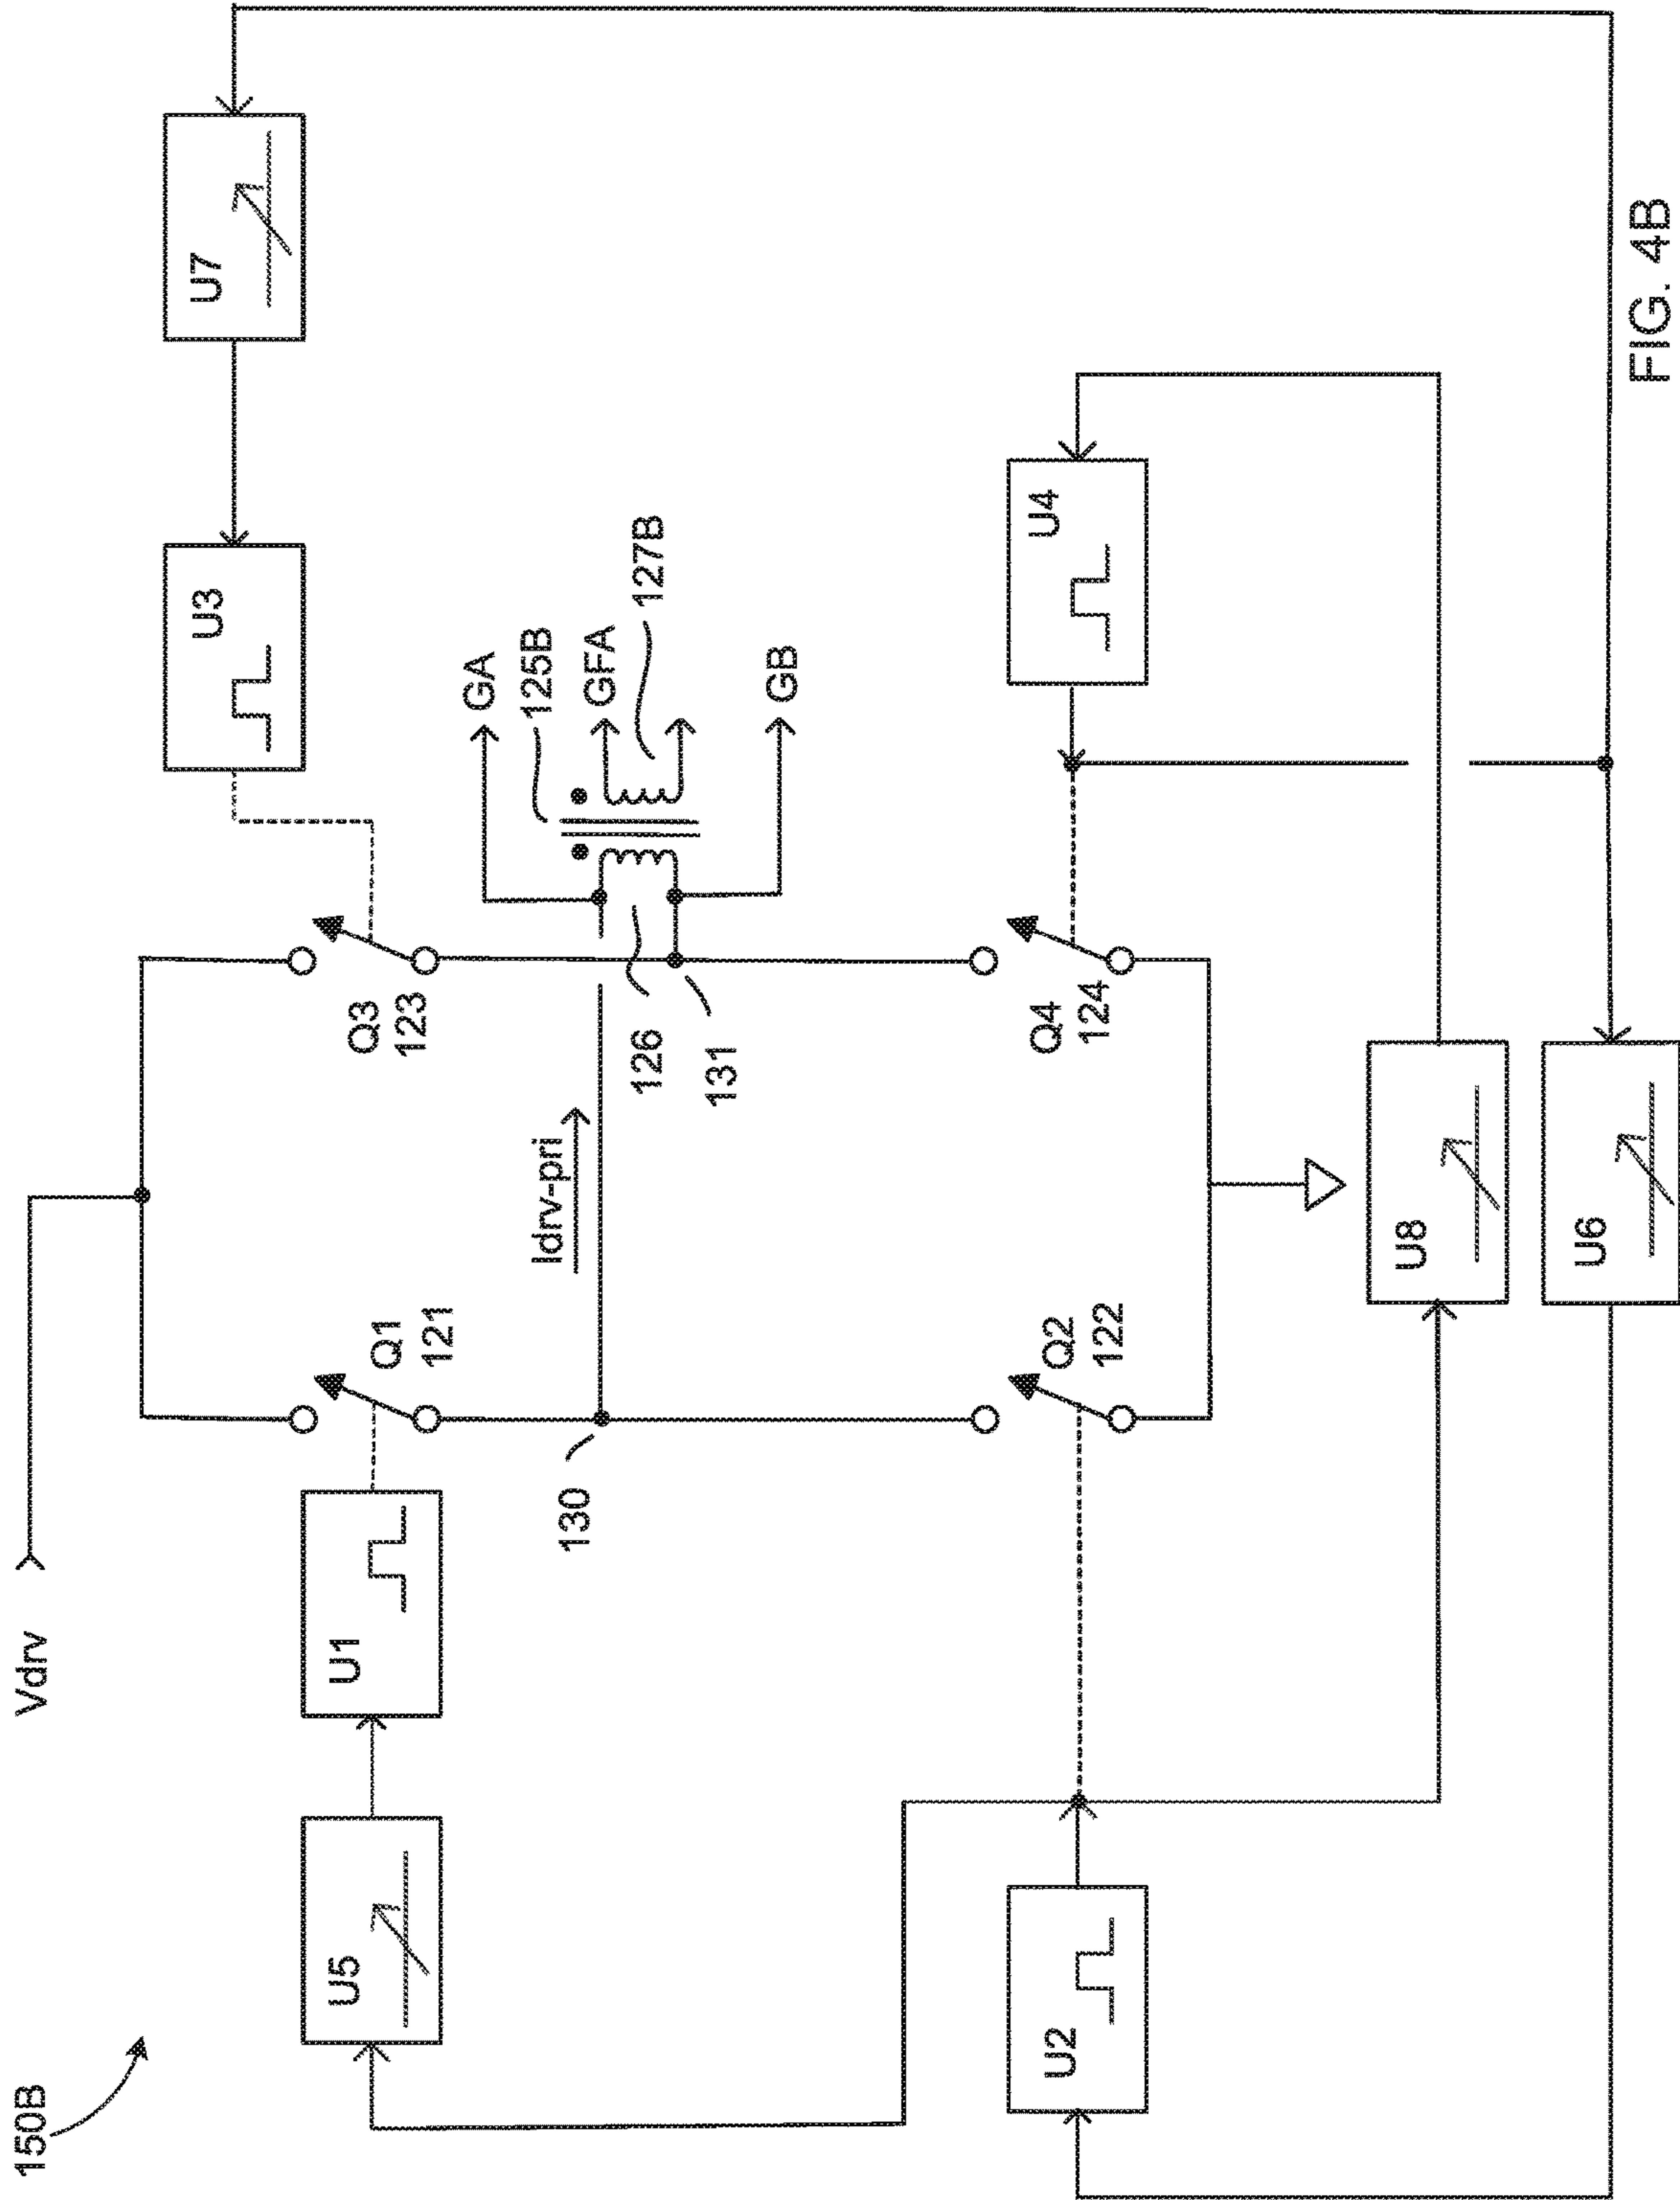 150B
Vdrv
U5
U1
Q1
121
Q3
123
U3
U7
130
Idrv-pri
126
131
GA
125B
GFA
127B
GB
U2
Q2
122
Q4
124
U4
U8
U6
FIG. 4B